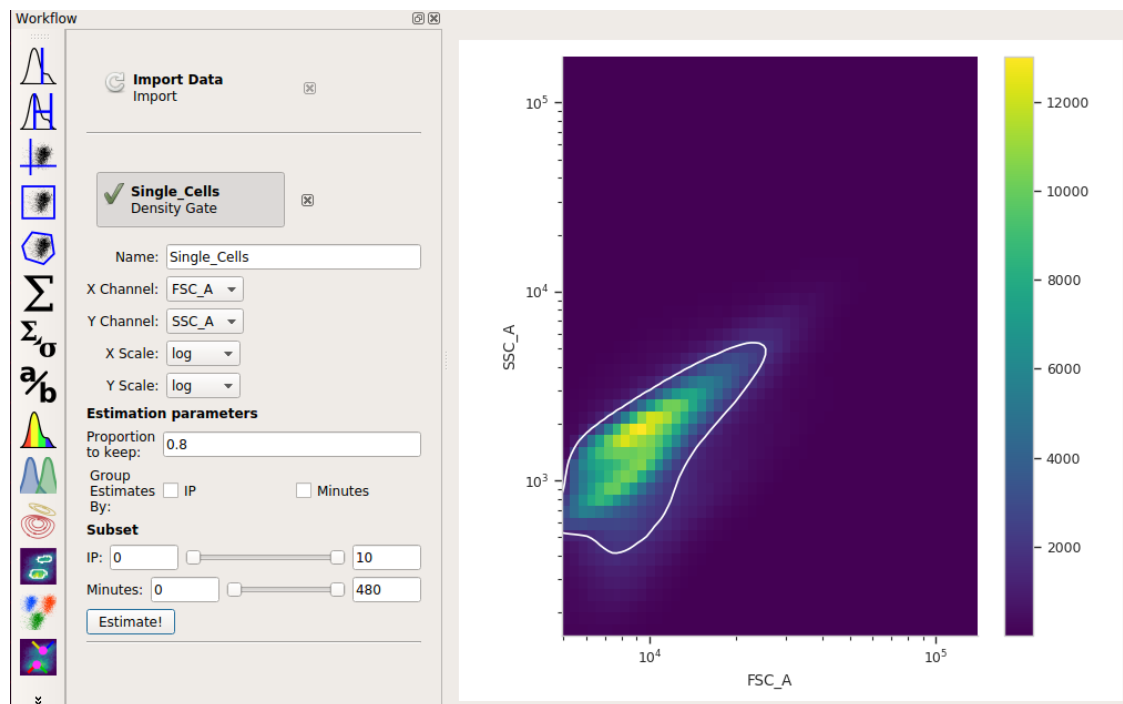 Workflow
Import Data
Import
Single_Cells
Density Gate
Name: Single_Cells
X Channel: FSC_A
Y Channel: SSC_A
X Scale: log
Y Scale: log
Estimation parameters
Proportion
to keep: 0.8
Group
Estimates IP Minutes
By:
Subset
IP: 0 10
Minutes: 0 480
Estimate!
Σ
Σ,σ
a/b
10⁵
10⁴
10³
SSC_A
10⁴ 10⁵
FSC_A
12000
10000
8000
6000
4000
2000